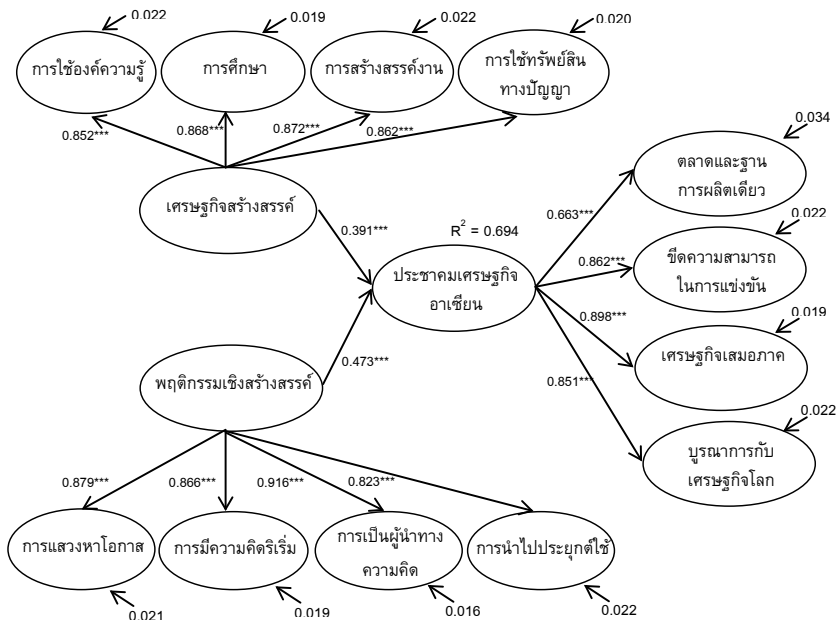 0.022
0.019
0.022
0.020
การใช้องค์ความรู้
การศึกษา
การสร้างสรรค์งาน
การใช้ทรัพย์สิน
ทางปัญญา
0.852***
0.868***
0.872***
0.862***
เศรษฐกิจสร้างสรรค์
0.391***
R² = 0.694
ประชาคมเศรษฐกิจ
อาเซียน
0.473***
พฤติกรรมเชิงสร้างสรรค์
0.034
ตลาดและฐาน
การผลิตเดียว
0.663***
0.022
ขีดความสามารถ
ในการแข่งขัน
0.862***
0.019
เศรษฐกิจเสมอภาค
0.898***
0.022
บูรณาการกับ
เศรษฐกิจโลก
0.851***
0.879***
0.866***
0.916***
0.823***
การแสวงหาโอกาส
การมีความคิดริเริ่ม
การเป็นผู้นำทาง
ความคิด
การนำไปประยุกต์ใช้
0.021
0.019
0.016
0.022